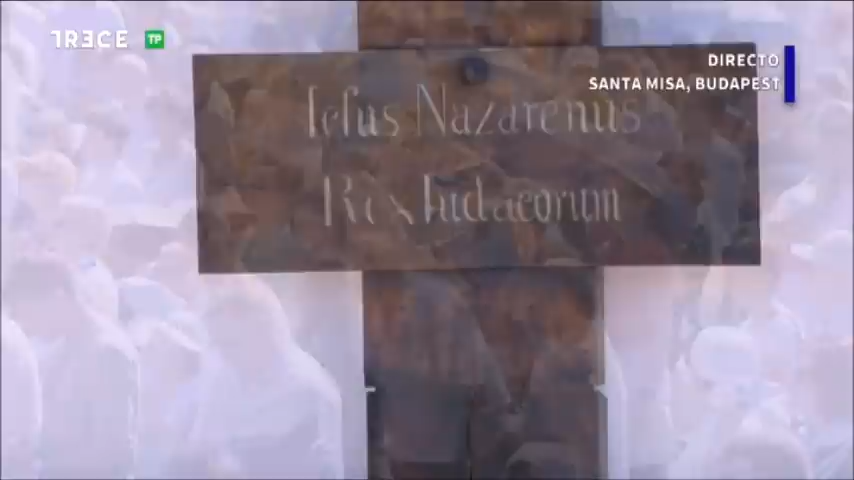 TRECE TP
DIRECTO
SANTA MISA, BUDAPEST
Iesus Nazarenus
Rex Iudaeorum